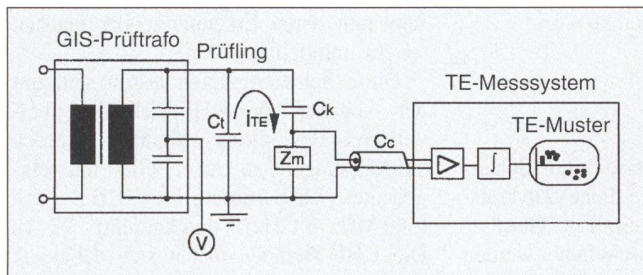 GIS-Prüftrafo
Prüfling
Ct
iTE
Ck
Zm
Cc
V
TE-Messsystem
TE-Muster
∫